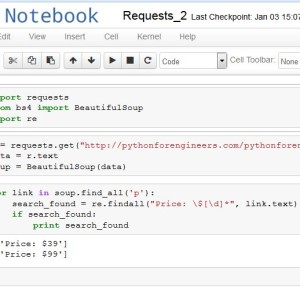 Notebook Requests_2 Last Checkpoint: Jan 03 15:07
View Insert Cell Kernel Help
Code Cell Toolbar: None
port requests
om bs4 import BeautifulSoup
port re
= requests.get("http://pythonforengineers.com/pythonforen
ta = r.text
up = BeautifulSoup(data)
or link in soup.find_all('p'):
search_found = re.findall("Price: \$[\d]*", link.text)
if search_found:
print search_found
'Price: $39']
'Price: $99']